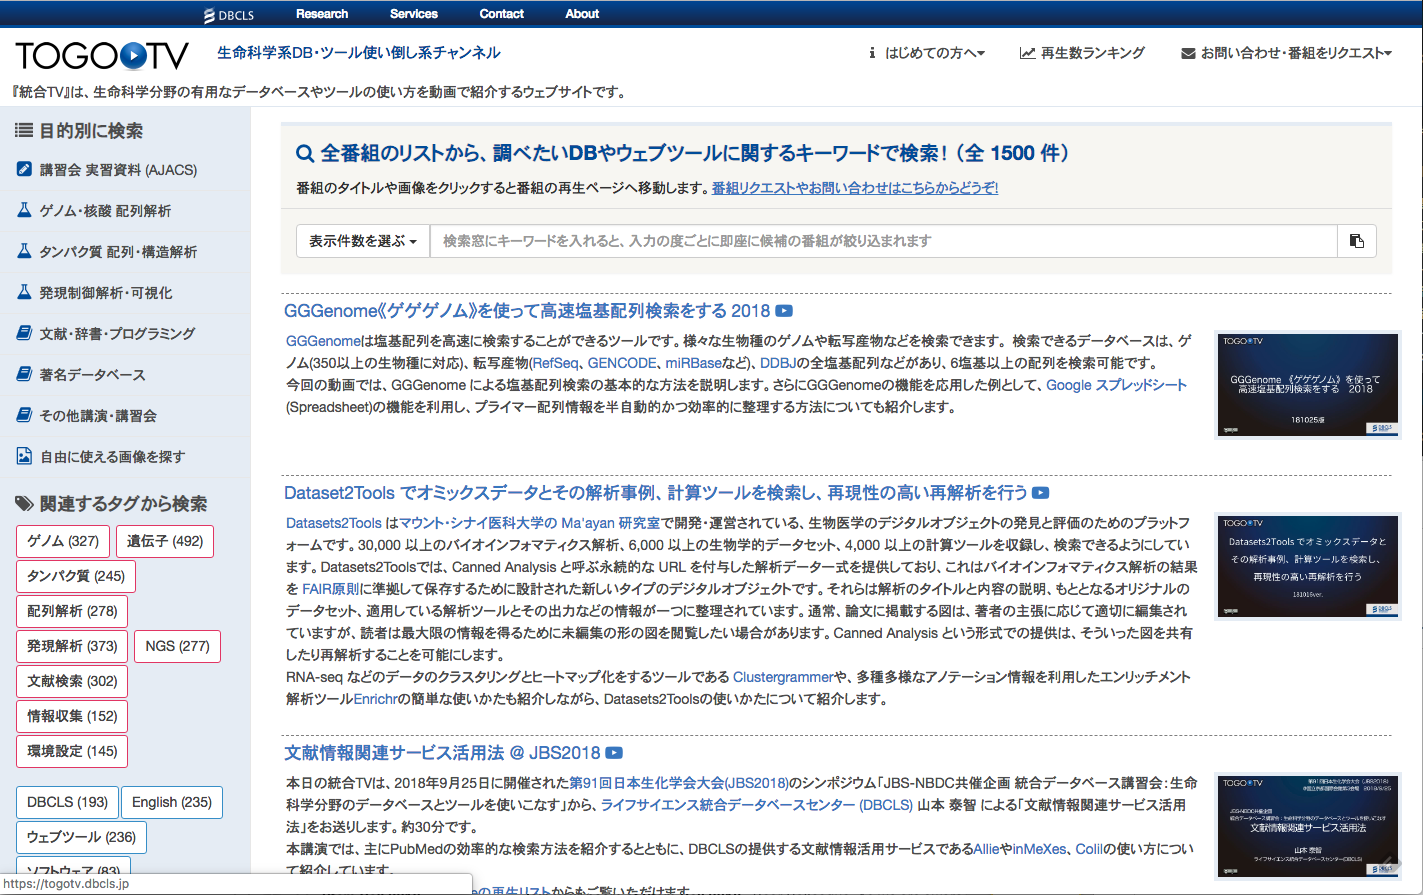 DBCLS Research Services Contact About
TOGO TV 生命科学系DB・ツール使い倒し系チャンネル はじめての方へ 再生数ランキング お問い合わせ・番組をリクエスト
『統合TV』は、生命科学分野の有用なデータベースやツールの使い方を動画で紹介するウェブサイトです。
目的別に検索
講習会 実習資料 (AJACS)
ゲノム・核酸 配列解析
タンパク質 配列・構造解析
発現制御解析・可視化
文献・辞書・プログラミング
著名データベース
その他講演・講習会
自由に使える画像を探す
関連するタグから検索
ゲノム (327) 遺伝子 (492)
タンパク質 (245)
配列解析 (278)
発現解析 (373) NGS (277)
文献検索 (302)
情報収集 (152)
環境設定 (145)
DBCLS (193) English (235)
ウェブツール (236)
ソフトウェア (83)
https://togotv.dbcls.jp
全番組のリストから、調べたいDBやウェブツールに関するキーワードで検索！（全 1500 件）
番組のタイトルや画像をクリックすると番組の再生ページへ移動します。番組リクエストやお問い合わせはこちらからどうぞ!
表示件数を選ぶ 検索窓にキーワードを入れると、入力の度ごとに即座に候補の番組が絞り込まれます
GGGenome《ゲゲゲノム》を使って高速塩基配列検索をする 2018
GGGenomeは塩基配列を高速に検索することができるツールです。様々な生物種のゲノムや転写産物などを検索できます。 検索できるデータベースは、ゲ
ノム(350以上の生物種に対応)、転写産物(RefSeq、GENCODE、miRBaseなど)、DDBJの全塩基配列などがあり、6塩基以上の配列を検索可能です。
今回の動画では、GGGenome による塩基配列検索の基本的な方法を説明します。さらにGGGenomeの機能を応用した例として、Google スプレッドシート
(Spreadsheet)の機能を利用し、プライマー配列情報を半自動的かつ効率的に整理する方法についても紹介します。
TOGO TV
GGGenome 《ゲゲゲノム》を使って
高速塩基配列検索をする 2018
181025版
Dataset2Tools でオミックスデータとその解析事例、計算ツールを検索し、再現性の高い再解析を行う
Datasets2Tools はマウント・シナイ医科大学の Ma'ayan 研究室で開発・運営されている、生物医学のデジタルオブジェクトの発見と評価のためのプラットフ
ォームです。30,000 以上のバイオインフォマティクス解析、6,000 以上の生物学的データセット、4,000 以上の計算ツールを収録し、検索できるようにしてい
ます。Datasets2Toolsでは、Canned Analysis と呼ぶ永続的な URL を付与した解析データ一式を提供しており、これはバイオインフォマティクス解析の結果
を FAIR原則に準拠して保存するために設計された新しいタイプのデジタルオブジェクトです。それらは解析のタイトルと内容の説明、もととなるオリジナルの
データセット、適用している解析ツールとその出力などの情報が一つに整理されています。通常、論文に掲載する図は、著者の主張に応じて適切に編集され
ていますが、読者は最大限の情報を得るために未編集の形の図を閲覧したい場合があります。Canned Analysis という形式での提供は、そういった図を共有
したり再解析することを可能にします。
RNA-seq などのデータのクラスタリングとヒートマップ化をするツールである Clustergrammerや、多種多様なアノテーション情報を利用したエンリッチメント
解析ツールEnrichrの簡単な使いかたも紹介しながら、Datasets2Toolsの使いかたについて紹介します。
TOGO TV
Datasets2Tools でオミックスデータと
その解析事例、計算ツールを検索し、
再現性の高い再解析を行う
181016ver.
文献情報関連サービス活用法 @ JBS2018
本日の統合TVは、2018年9月25日に開催された第91回日本生化学会大会(JBS2018)のシンポジウム「JBS-NBDC共催企画 統合データベース講習会：生命
科学分野のデータベースとツールを使いこなす」から、ライフサイエンス統合データベースセンター (DBCLS) 山本 泰智 による「文献情報関連サービス活用
法」をお送りします。約30分です。
本講演では、主にPubMedの効率的な検索方法を紹介するとともに、DBCLSの提供する文献情報活用サービスであるAllieやinMeXes、Colilの使い方につい
て紹介しています。
eの再生リストからもご覧いただけます。
TOGO TV
第91回日本生化学会大会 (JBS2018)
JBS-NBDC共催企画
文献情報関連サービス活用法
山本 泰智
ライフサイエンス統合データベースセンター(DBCLS)